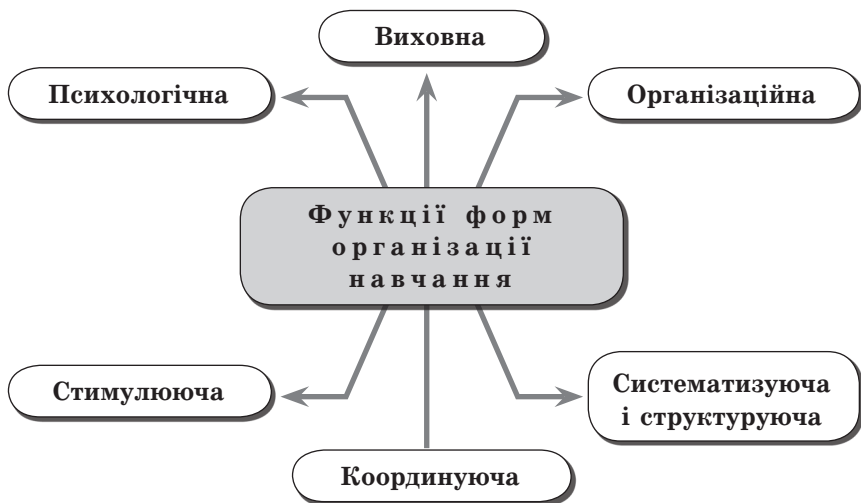 Виховна
Психологічна
Організаційна
Функції форм
організації
навчання
Стимулююча
Систематизуюча
і структуруюча
Координуюча